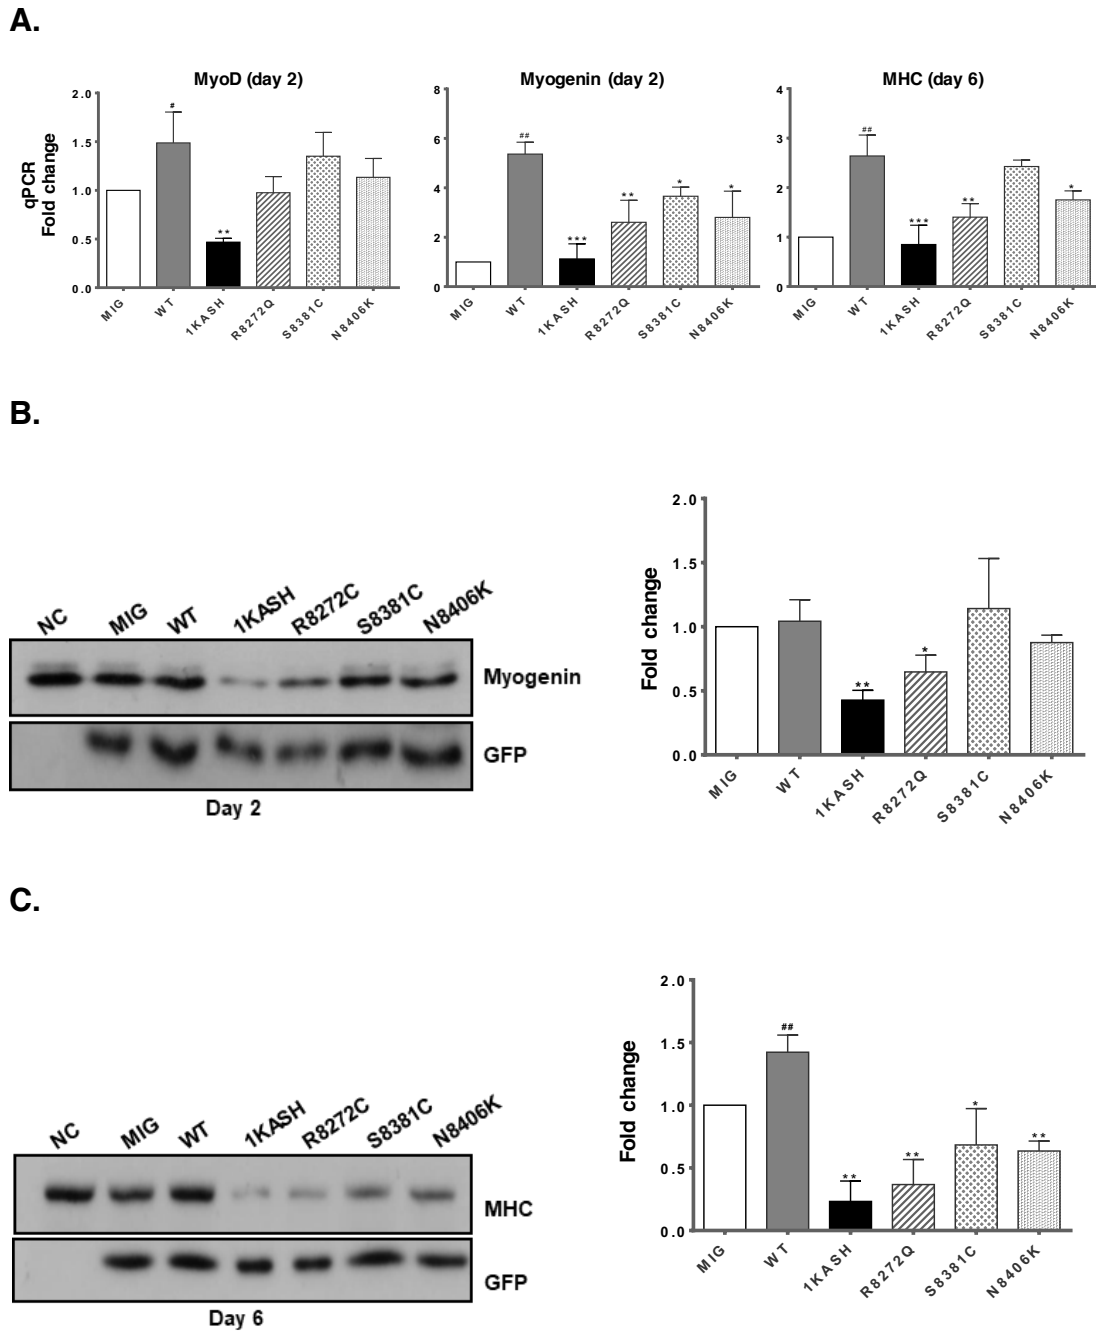 A.
MyoD (day 2)
Myogenin (day 2)
MHC (day 6)
qPCR
Fold change
2.0
1.5
1.0
0.5
0.0
#
**
MIG
WT
1KASH
R8272Q
S8381C
N8406K
8
6
4
2
0
##
***
**
*
*
MIG
WT
1KASH
R8272Q
S8381C
N8406K
4
3
2
1
0
##
***
**
*
MIG
WT
1KASH
R8272Q
S8381C
N8406K
B.
NC MIG WT 1KASH R8272C S8381C N8406K
Myogenin
GFP
Day 2
Fold change
2.0
1.5
1.0
0.5
0.0
**
*
MIG
WT
1KASH
R8272Q
S8381C
N8406K
C.
NC MIG WT 1KASH R8272C S8381C N8406K
MHC
GFP
Day 6
Fold change
2.0
1.5
1.0
0.5
0.0
##
**
**
*
**
MIG
WT
1KASH
R8272Q
S8381C
N8406K